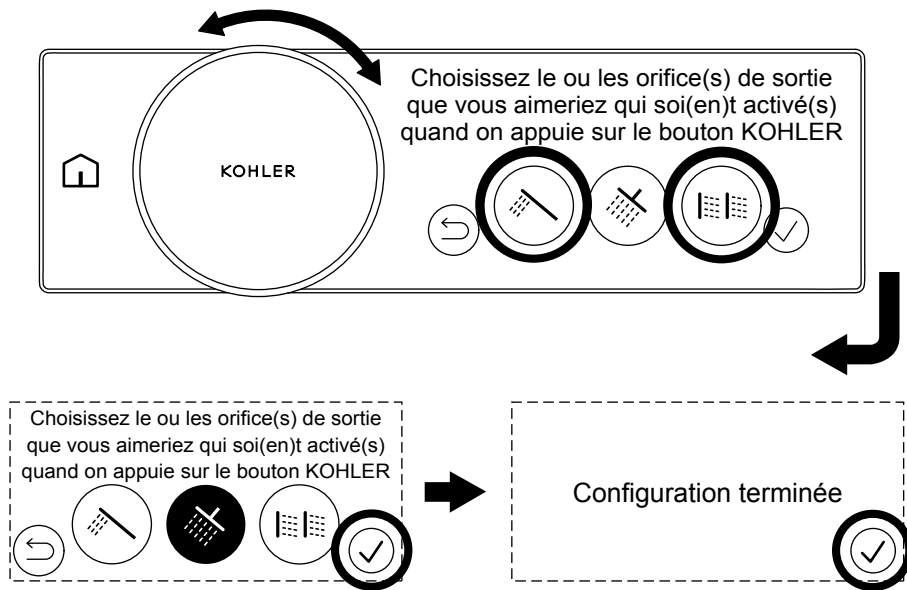 Choisissez le ou les orifice(s) de sortie
que vous aimeriez qui soi(en)t activé(s)
quand on appuie sur le bouton KOHLER
KOHLER
Choisissez le ou les orifice(s) de sortie
que vous aimeriez qui soi(en)t activé(s)
quand on appuie sur le bouton KOHLER
Configuration terminée